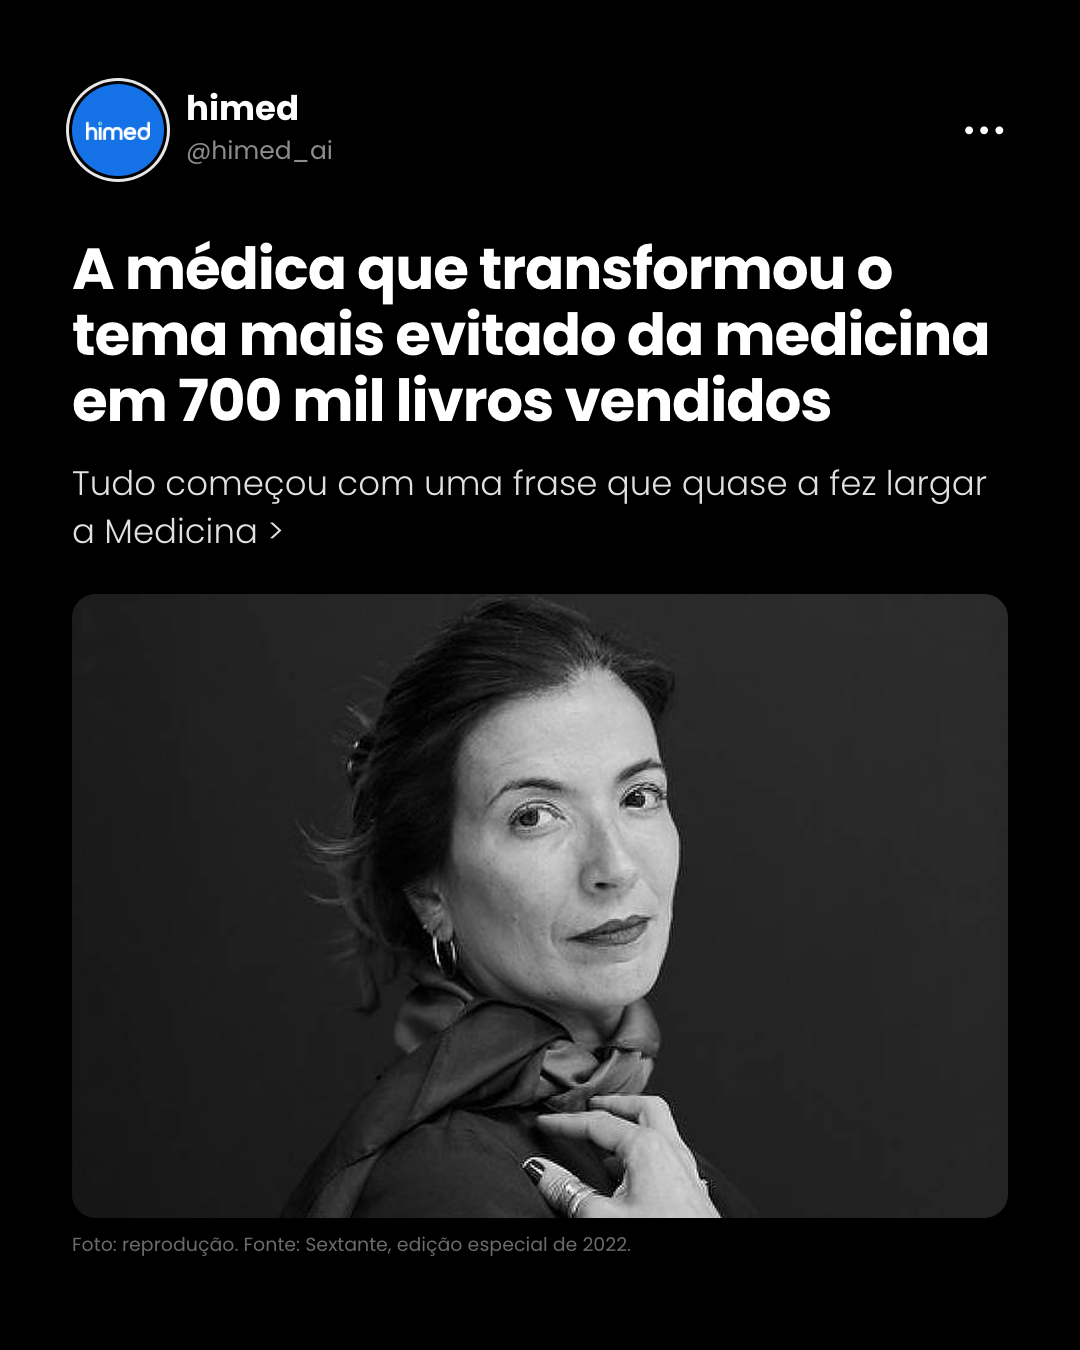 himed
himed
@himed_ai
A médica que transformou o
tema mais evitado da medicina
em 700 mil livros vendidos
Tudo começou com uma frase que quase a fez largar
a Medicina >
Foto: reprodução. Fonte: Sextante, edição especial de 2022.